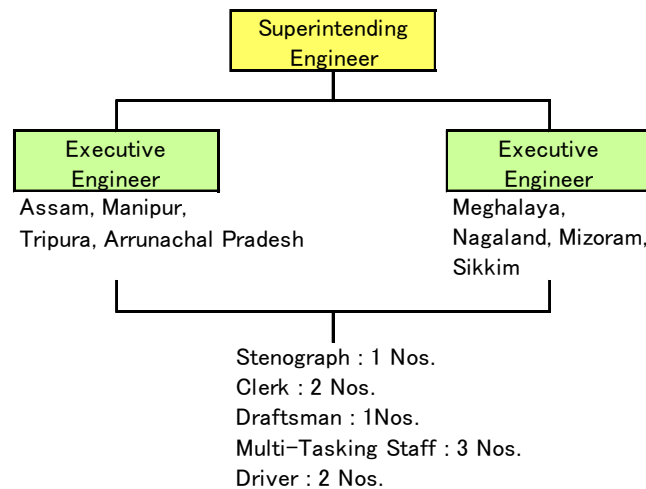 Superintending
Engineer
Executive
Engineer
Assam, Manipur,
Tripura, Arrunachal Pradesh
Executive
Engineer
Meghalaya,
Nagaland, Mizoram,
Sikkim
Stenograph : 1 Nos.
Clerk : 2 Nos.
Draftsman : 1Nos.
Multi-Tasking Staff : 3 Nos.
Driver : 2 Nos.